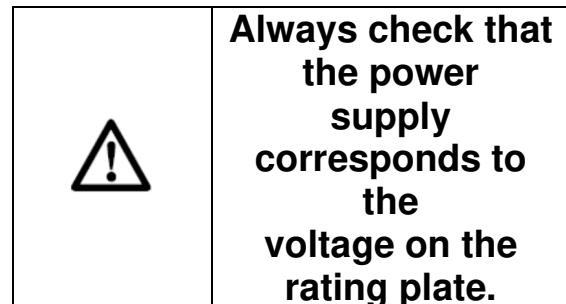 Always check that
the power
supply
corresponds to
the
voltage on the
rating plate.